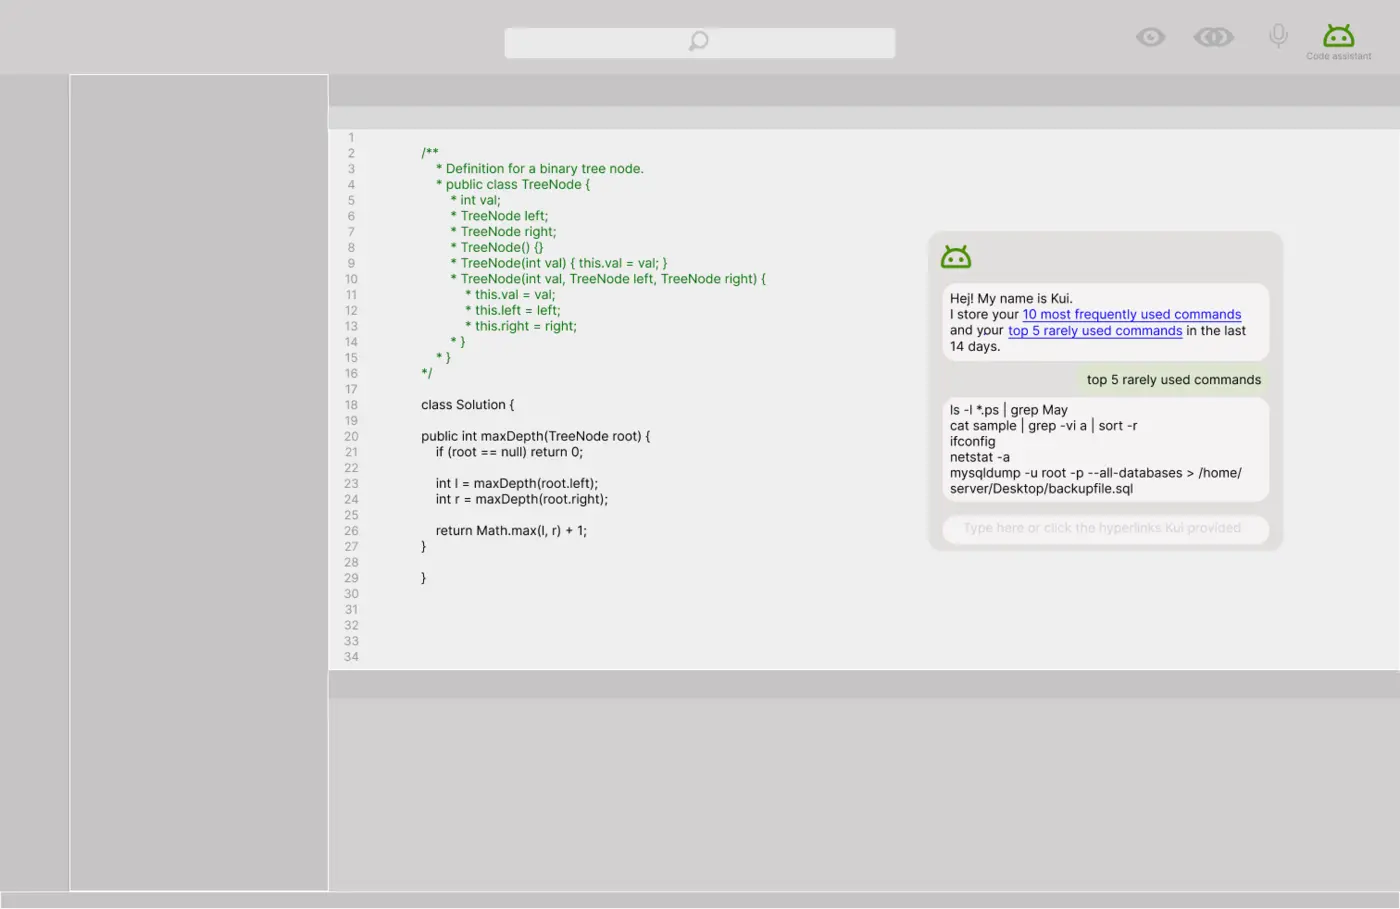 Code assistant
1
2 /**
3 * Definition for a binary tree node.
4 * public class TreeNode {
5 * int val;
6 * TreeNode left;
7 * TreeNode right;
8 * TreeNode() {}
9 * TreeNode(int val) { this.val = val; }
10 * TreeNode(int val, TreeNode left, TreeNode right) {
11 * this.val = val;
12 * this.left = left;
13 * this.right = right;
14 * }
15 * }
16 */
17
18 class Solution {
19
20 public int maxDepth(TreeNode root) {
21 if (root == null) return 0;
22
23 int l = maxDepth(root.left);
24 int r = maxDepth(root.right);
25
26 return Math.max(l, r) + 1;
27 }
28
29 }
30
31
32
33
34
Hej! My name is Kui.
I store your 10 most frequently used commands
and your top 5 rarely used commands in the last
14 days.
top 5 rarely used commands
ls -l *.ps | grep May
cat sample | grep -vi a | sort -r
ifconfig
netstat -a
mysqldump -u root -p --all-databases > /home/
server/Desktop/backupfile.sql
Type here or click the hyperlinks Kui provided